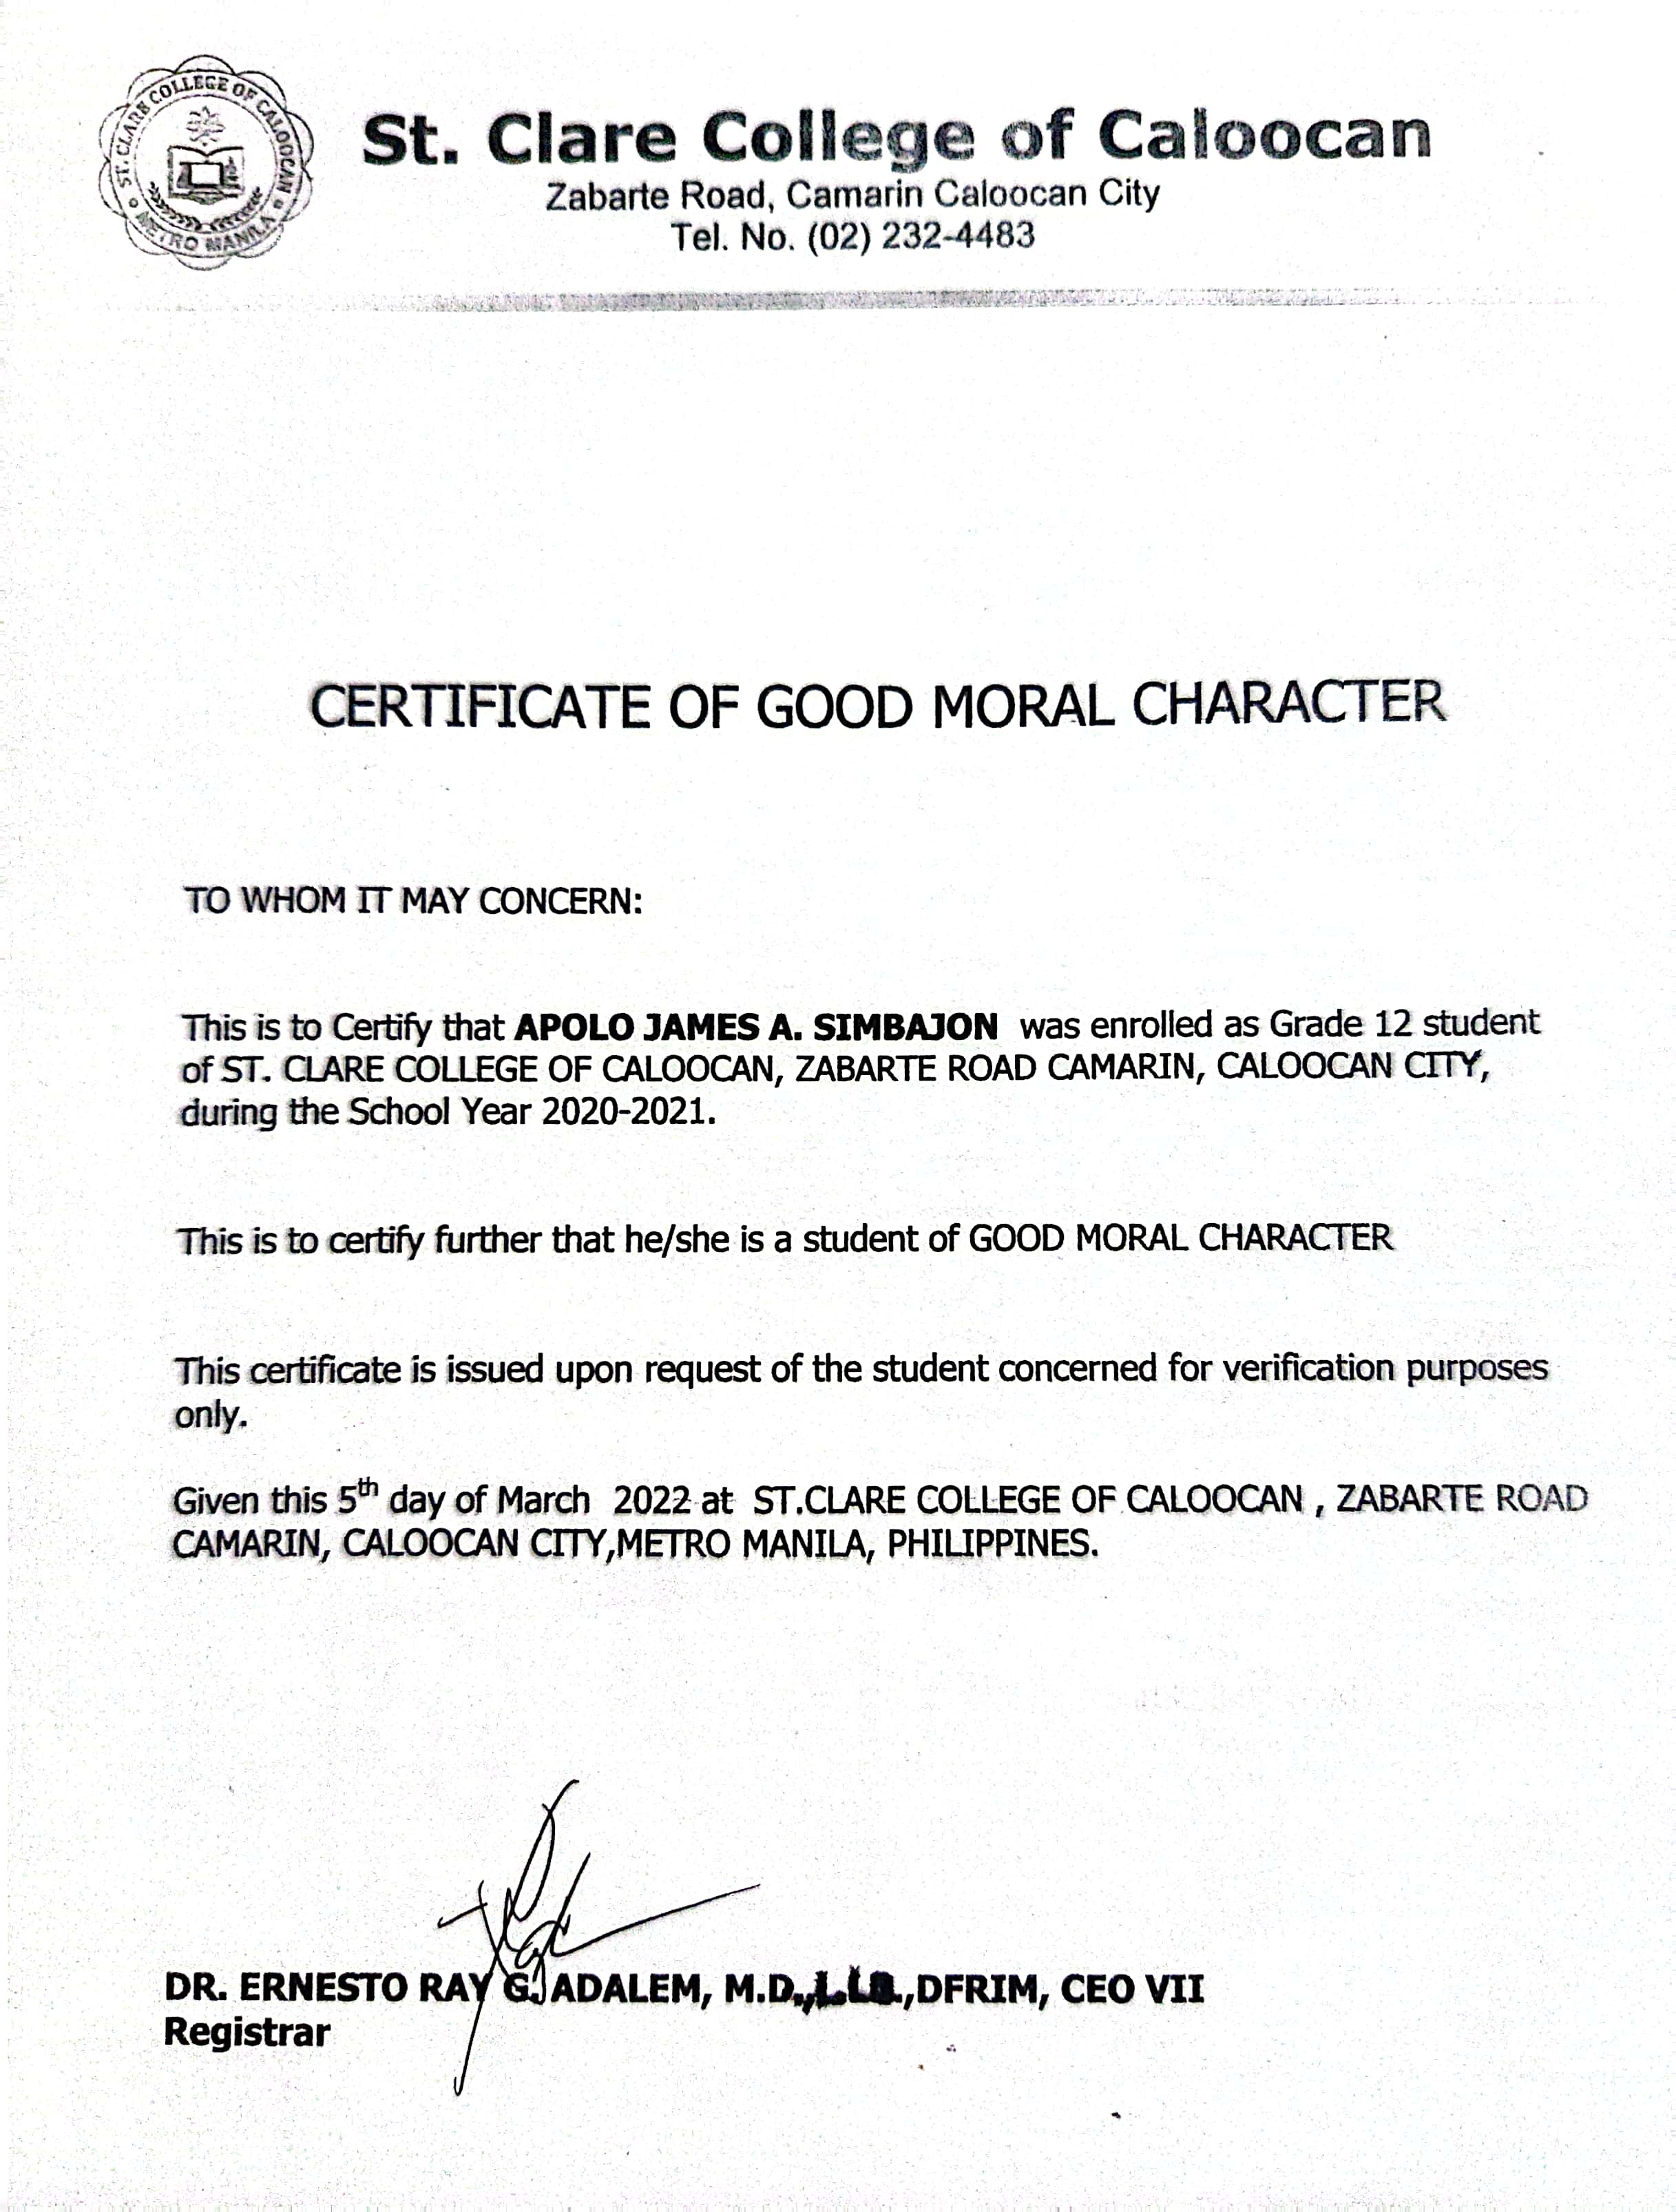 ST. CLARE COLLEGE OF CALOOCAN
METRO MANILA
St. Clare College of Caloocan
Zabarte Road, Camarin Caloocan City
Tel. No. (02) 232-4483
CERTIFICATE OF GOOD MORAL CHARACTER
TO WHOM IT MAY CONCERN:
This is to Certify that APOLO JAMES A. SIMBAJON was enrolled as Grade 12 student
of ST. CLARE COLLEGE OF CALOOCAN, ZABARTE ROAD CAMARIN, CALOOCAN CITY,
during the School Year 2020-2021.
This is to certify further that he/she is a student of GOOD MORAL CHARACTER
This certificate is issued upon request of the student concerned for verification purposes
only.
Given this 5th day of March 2022 at ST.CLARE COLLEGE OF CALOOCAN , ZABARTE ROAD
CAMARIN, CALOOCAN CITY,METRO MANILA, PHILIPPINES.
DR. ERNESTO RAY G. ADALEM, M.D.,DFRIM, CEO VII
Registrar